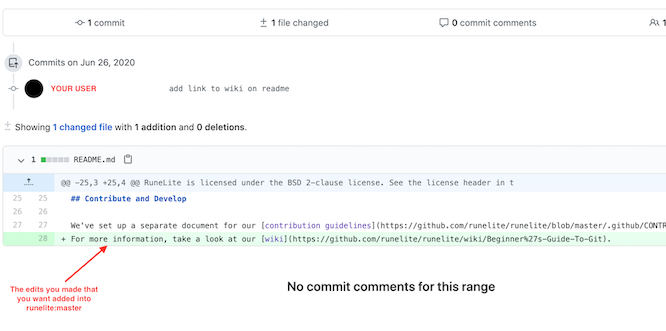 1 commit
1 file changed
0 commit comments
1
Commits on Jun 26, 2020
YOUR USER add link to wiki on readme
Showing 1 changed file with 1 addition and 0 deletions.
1 README.md
@@ -25,3 +25,4 @@ RuneLite is licensed under the BSD 2-clause license. See the license header in t
25 25 ## Contribute and Develop
26 26
27 27 We've set up a separate document for our [contribution guidelines](https://github.com/runelite/runelite/blob/master/.github/CONTR
28 + For more information, take a look at our [wiki](https://github.com/runelite/runelite/wiki/Beginner%27s-Guide-To-Git).
The edits you made that
you want added into
runelite:master
No commit comments for this range